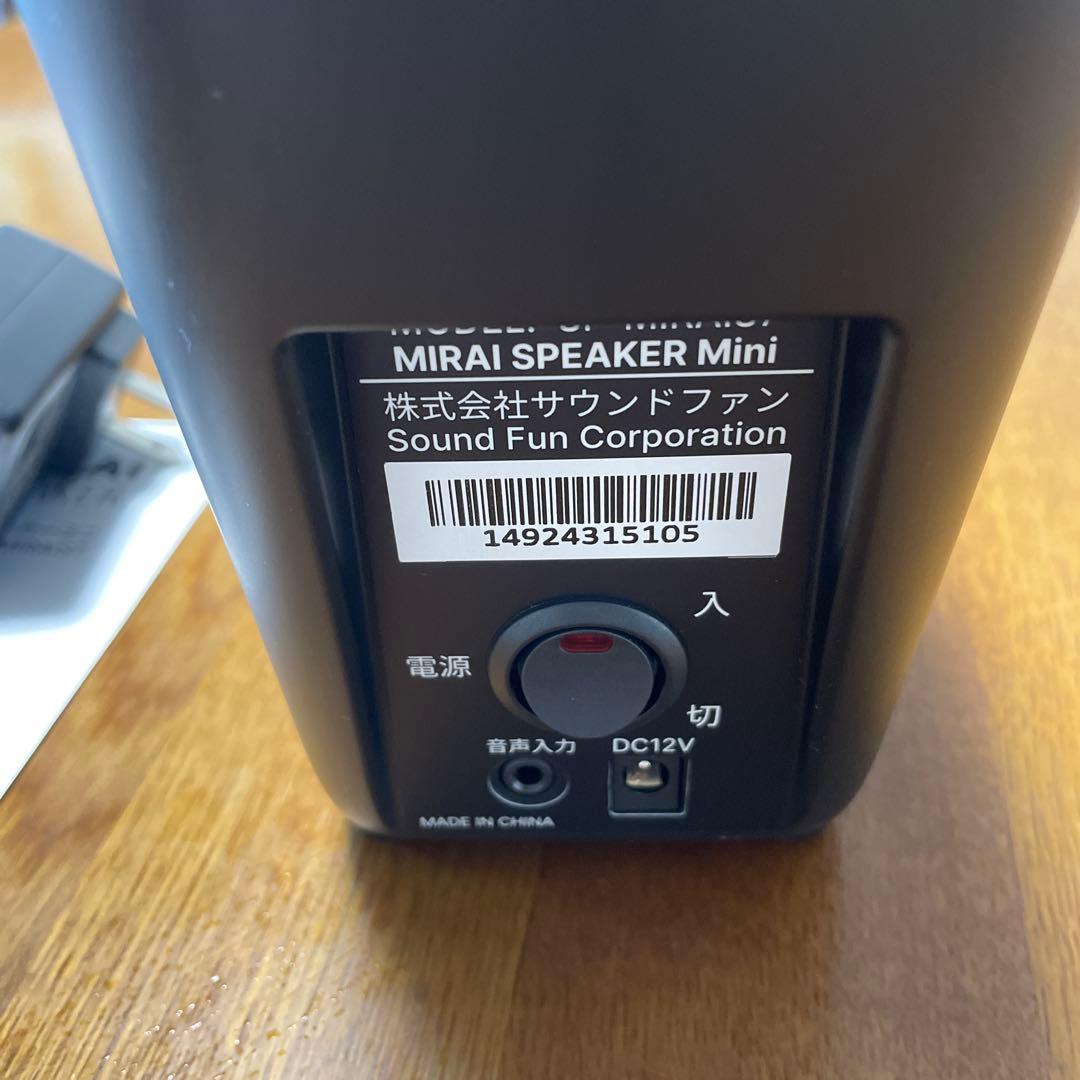 MIRAI SPEAKER Mini
株式会社サウンドファン
Sound Fun Corporation
14924315105
入
電源
切
音声入力 DC12V
MADE IN CHINA